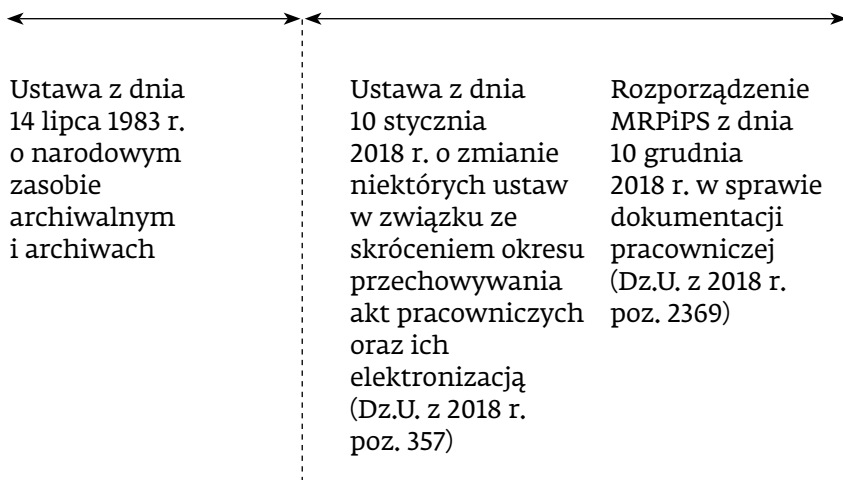 Ustawa z dnia
14 lipca 1983 r.
o narodowym
zasobie
archiwalnym
i archiwach
Ustawa z dnia
10 stycznia
2018 r. o zmianie
niektórych ustaw
w związku ze
skróceniem okresu
przechowywania
akt pracowniczych
oraz ich
elektronizacją
(Dz.U. z 2018 r.
poz. 357)
Rozporządzenie
MRPiPS z dnia
10 grudnia
2018 r. w sprawie
dokumentacji
pracowniczej
(Dz.U. z 2018 r.
poz. 2369)